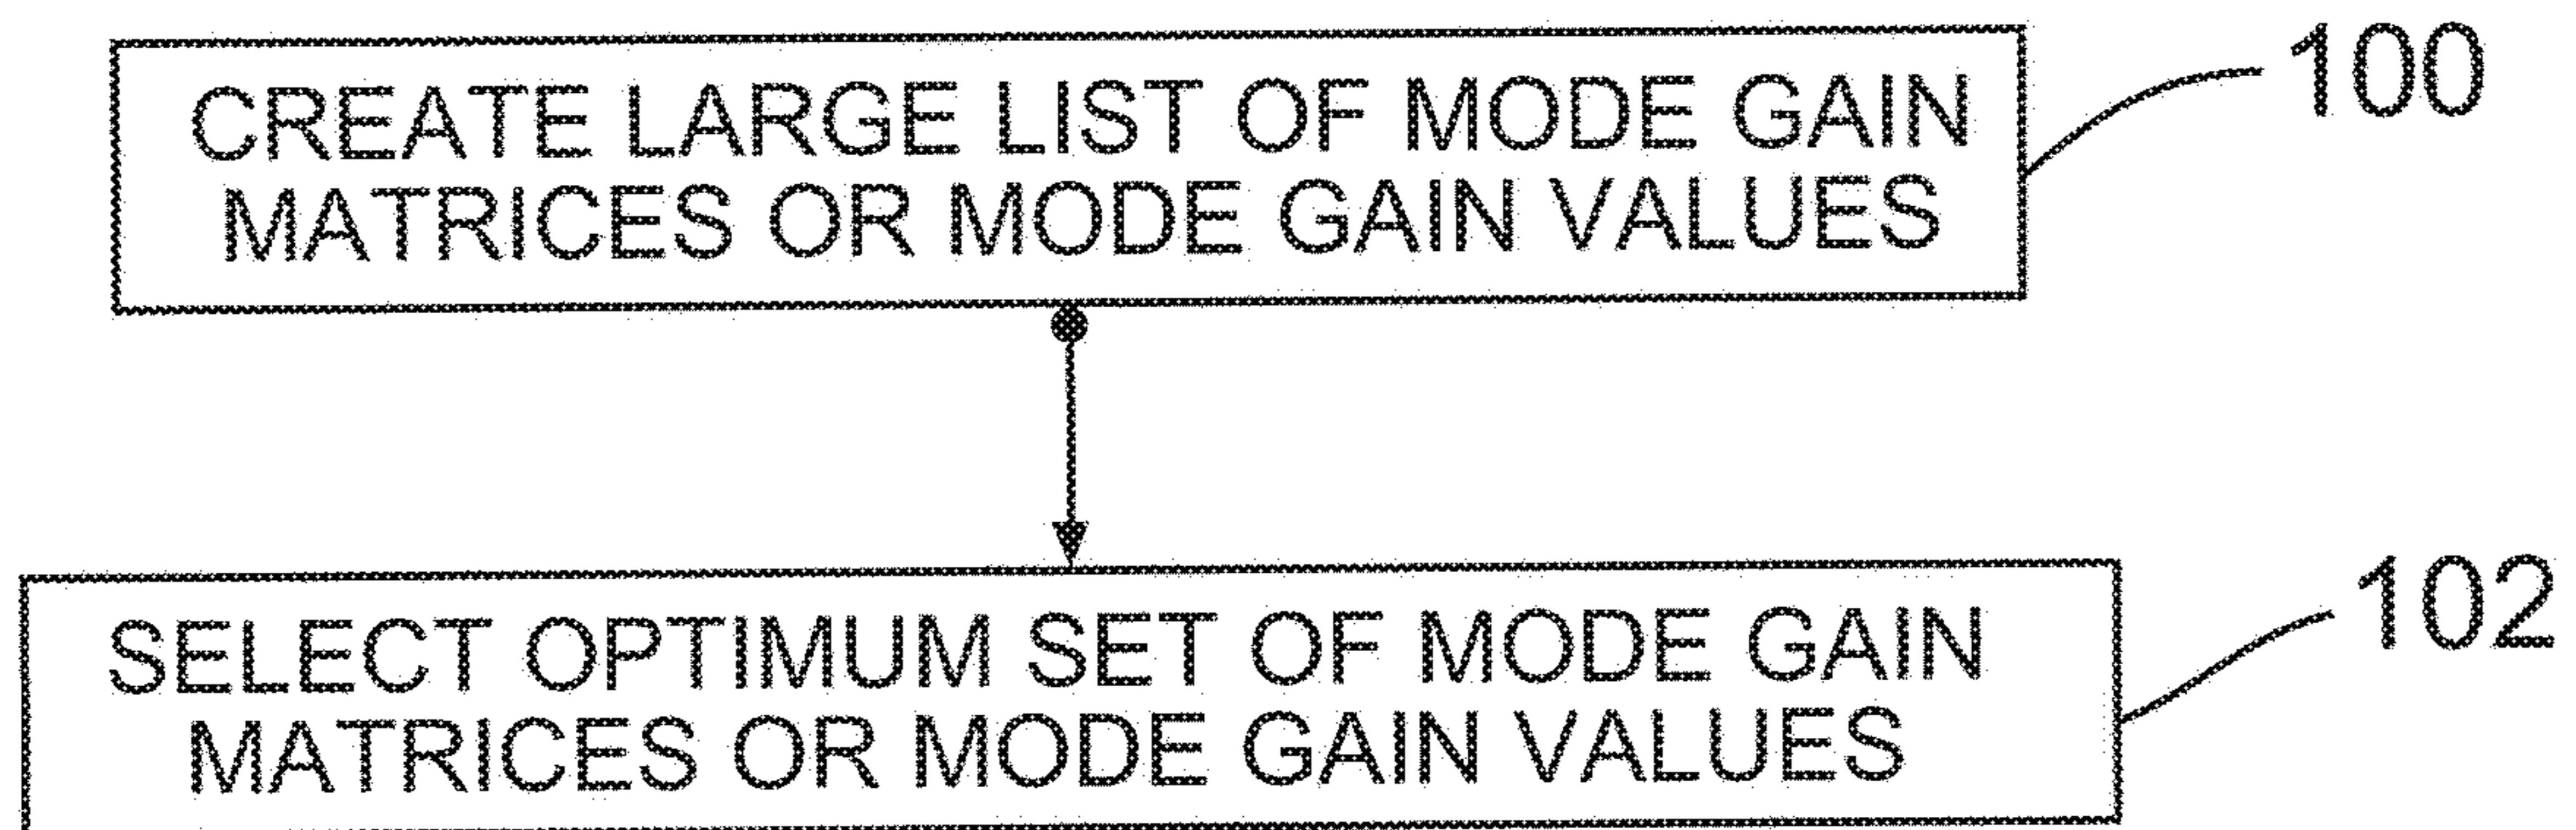 CREATE LARGE LIST OF MODE GAIN
MATRICES OR MODE GAIN VALUES
100
SELECT OPTIMUM SET OF MODE GAIN
MATRICES OR MODE GAIN VALUES
102